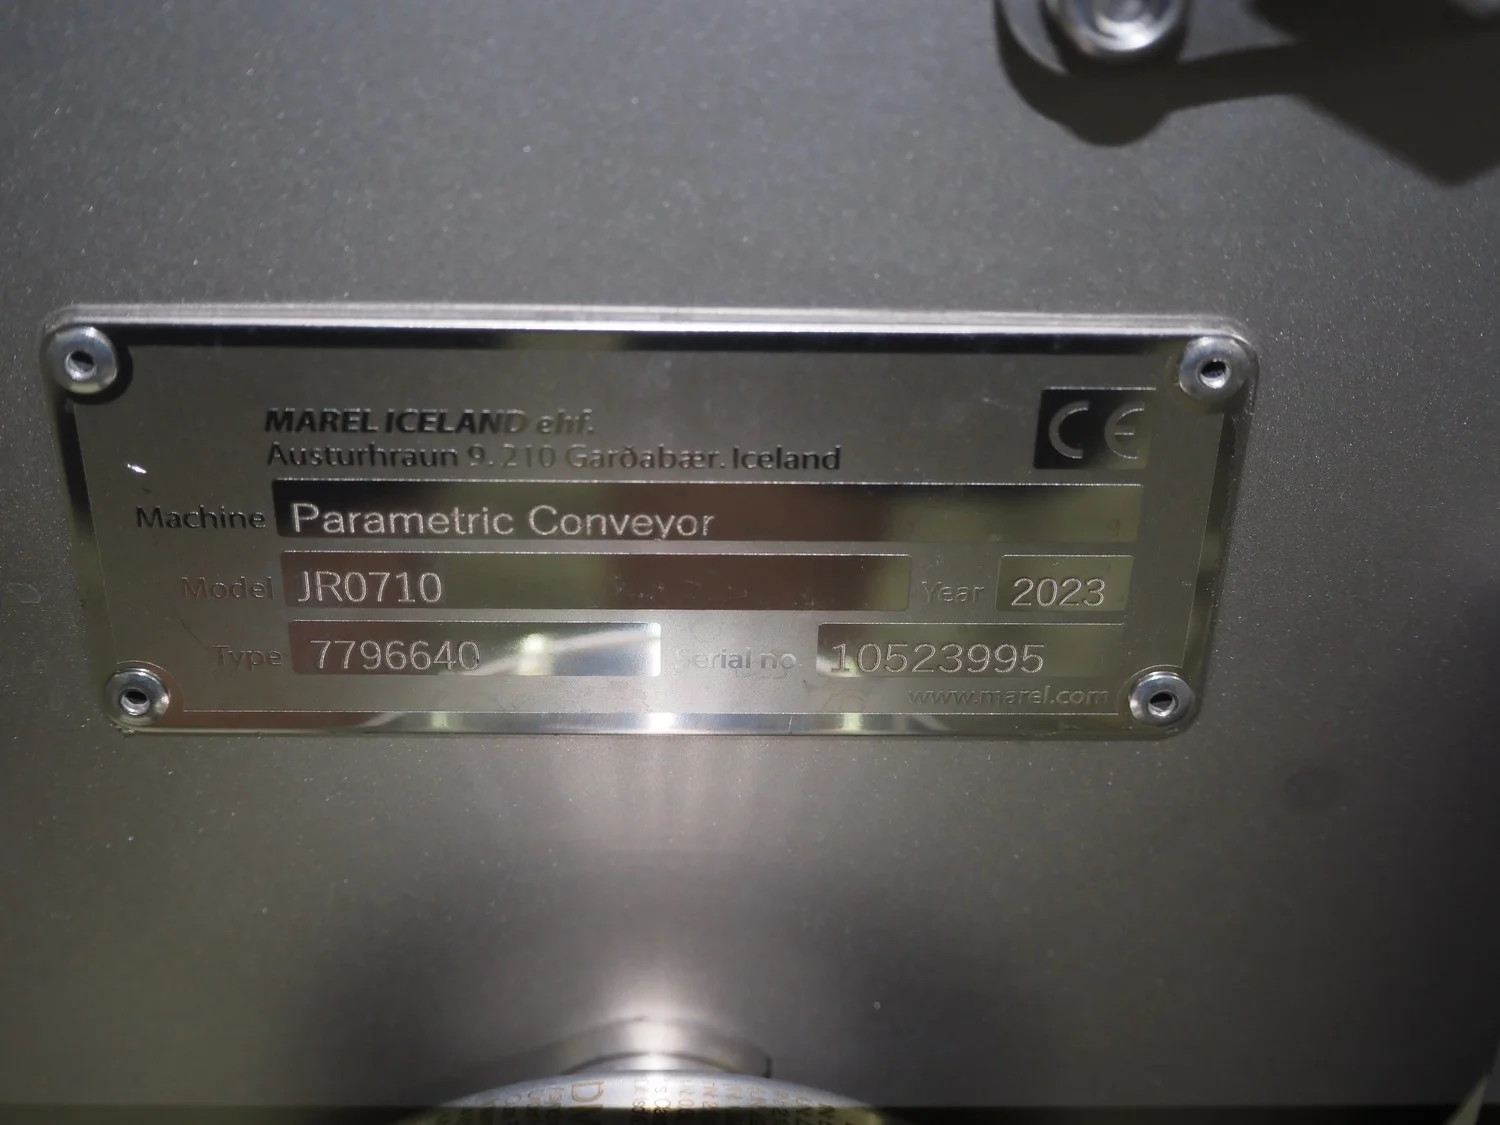 MAREL ICELAND ehf.
Austurhraun 9. 210 Garðabær. Iceland
CE
Machine Parametric Conveyor
Model JR0710 Year 2023
Type 7796640 Serial no 10523995
www.marel.com